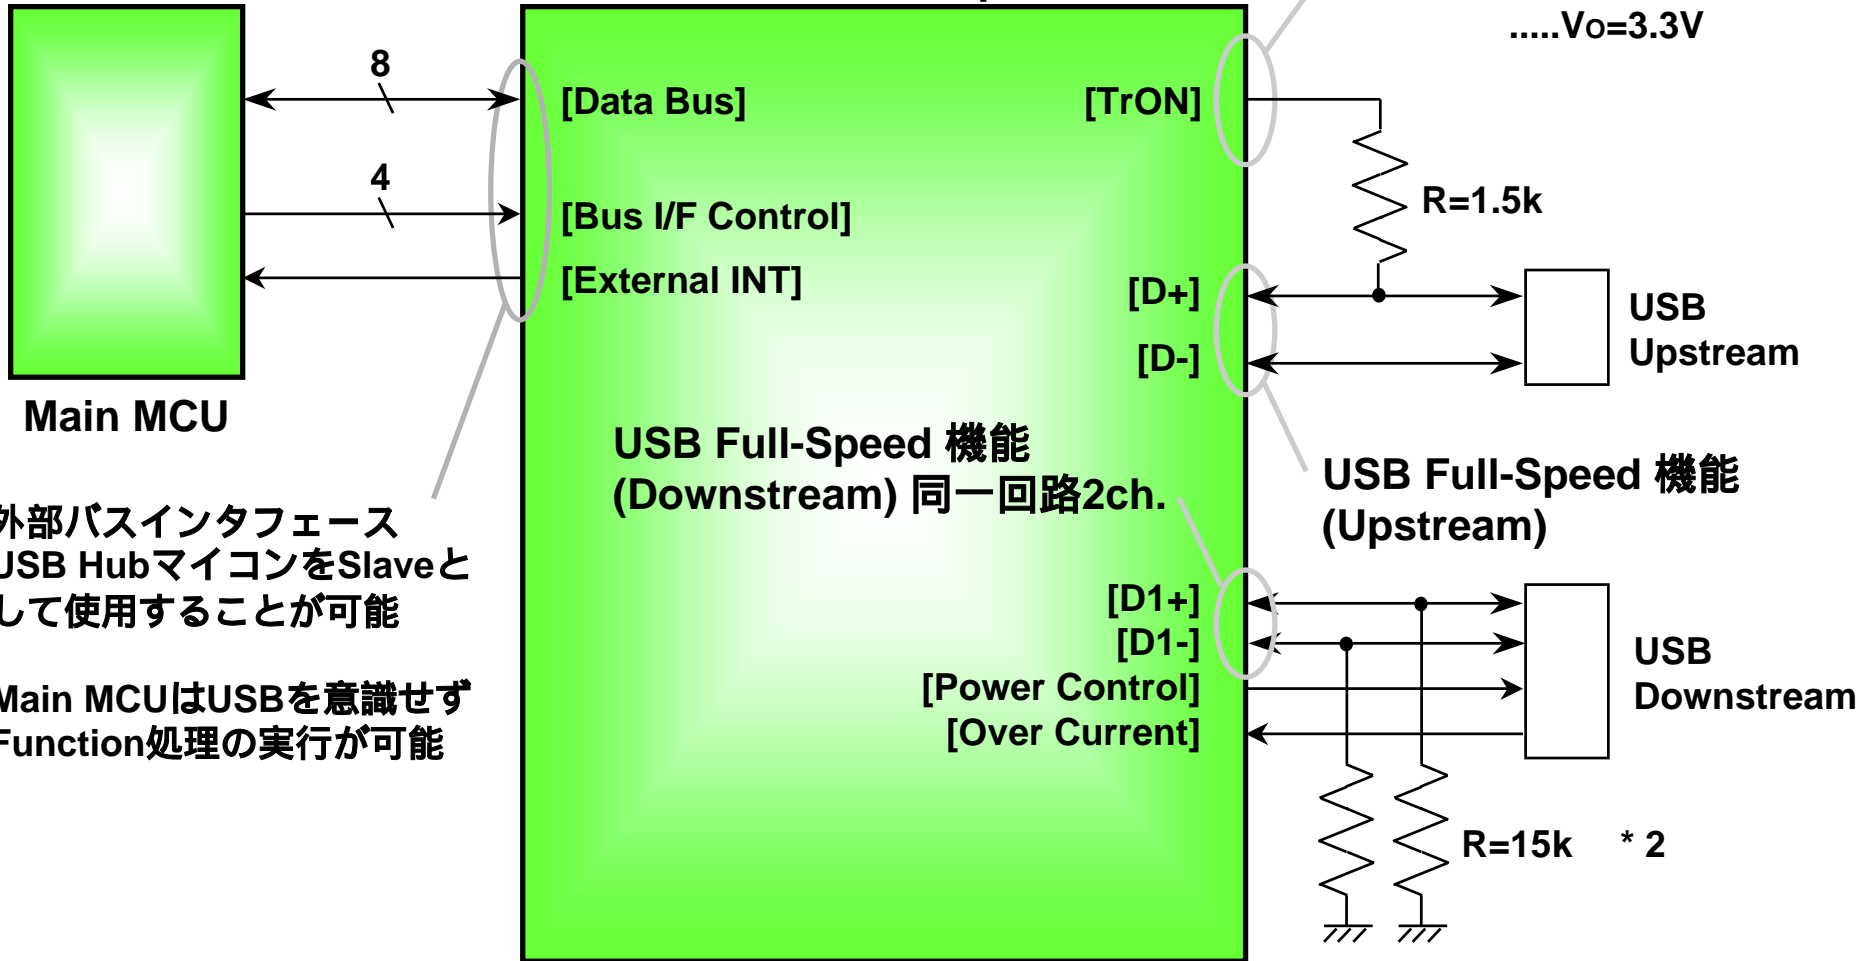 .....Vo=3.3V
8
[Data Bus]
[TrON]
4
R=1.5k
[Bus I/F Control]
[External INT]
[D+]
USB
Upstream
[D-]
Main MCU
USB Full-Speed 機能
(Downstream) 同一回路2ch.
USB Full-Speed 機能
(Upstream)
外部バスインタフェース
USB HubマイコンをSlaveと
して使用することが可能
Main MCUはUSBを意識せず
Function処理の実行が可能
[D1+]
[D1-]
[Power Control]
[Over Current]
USB
Downstream
R=15k * 2